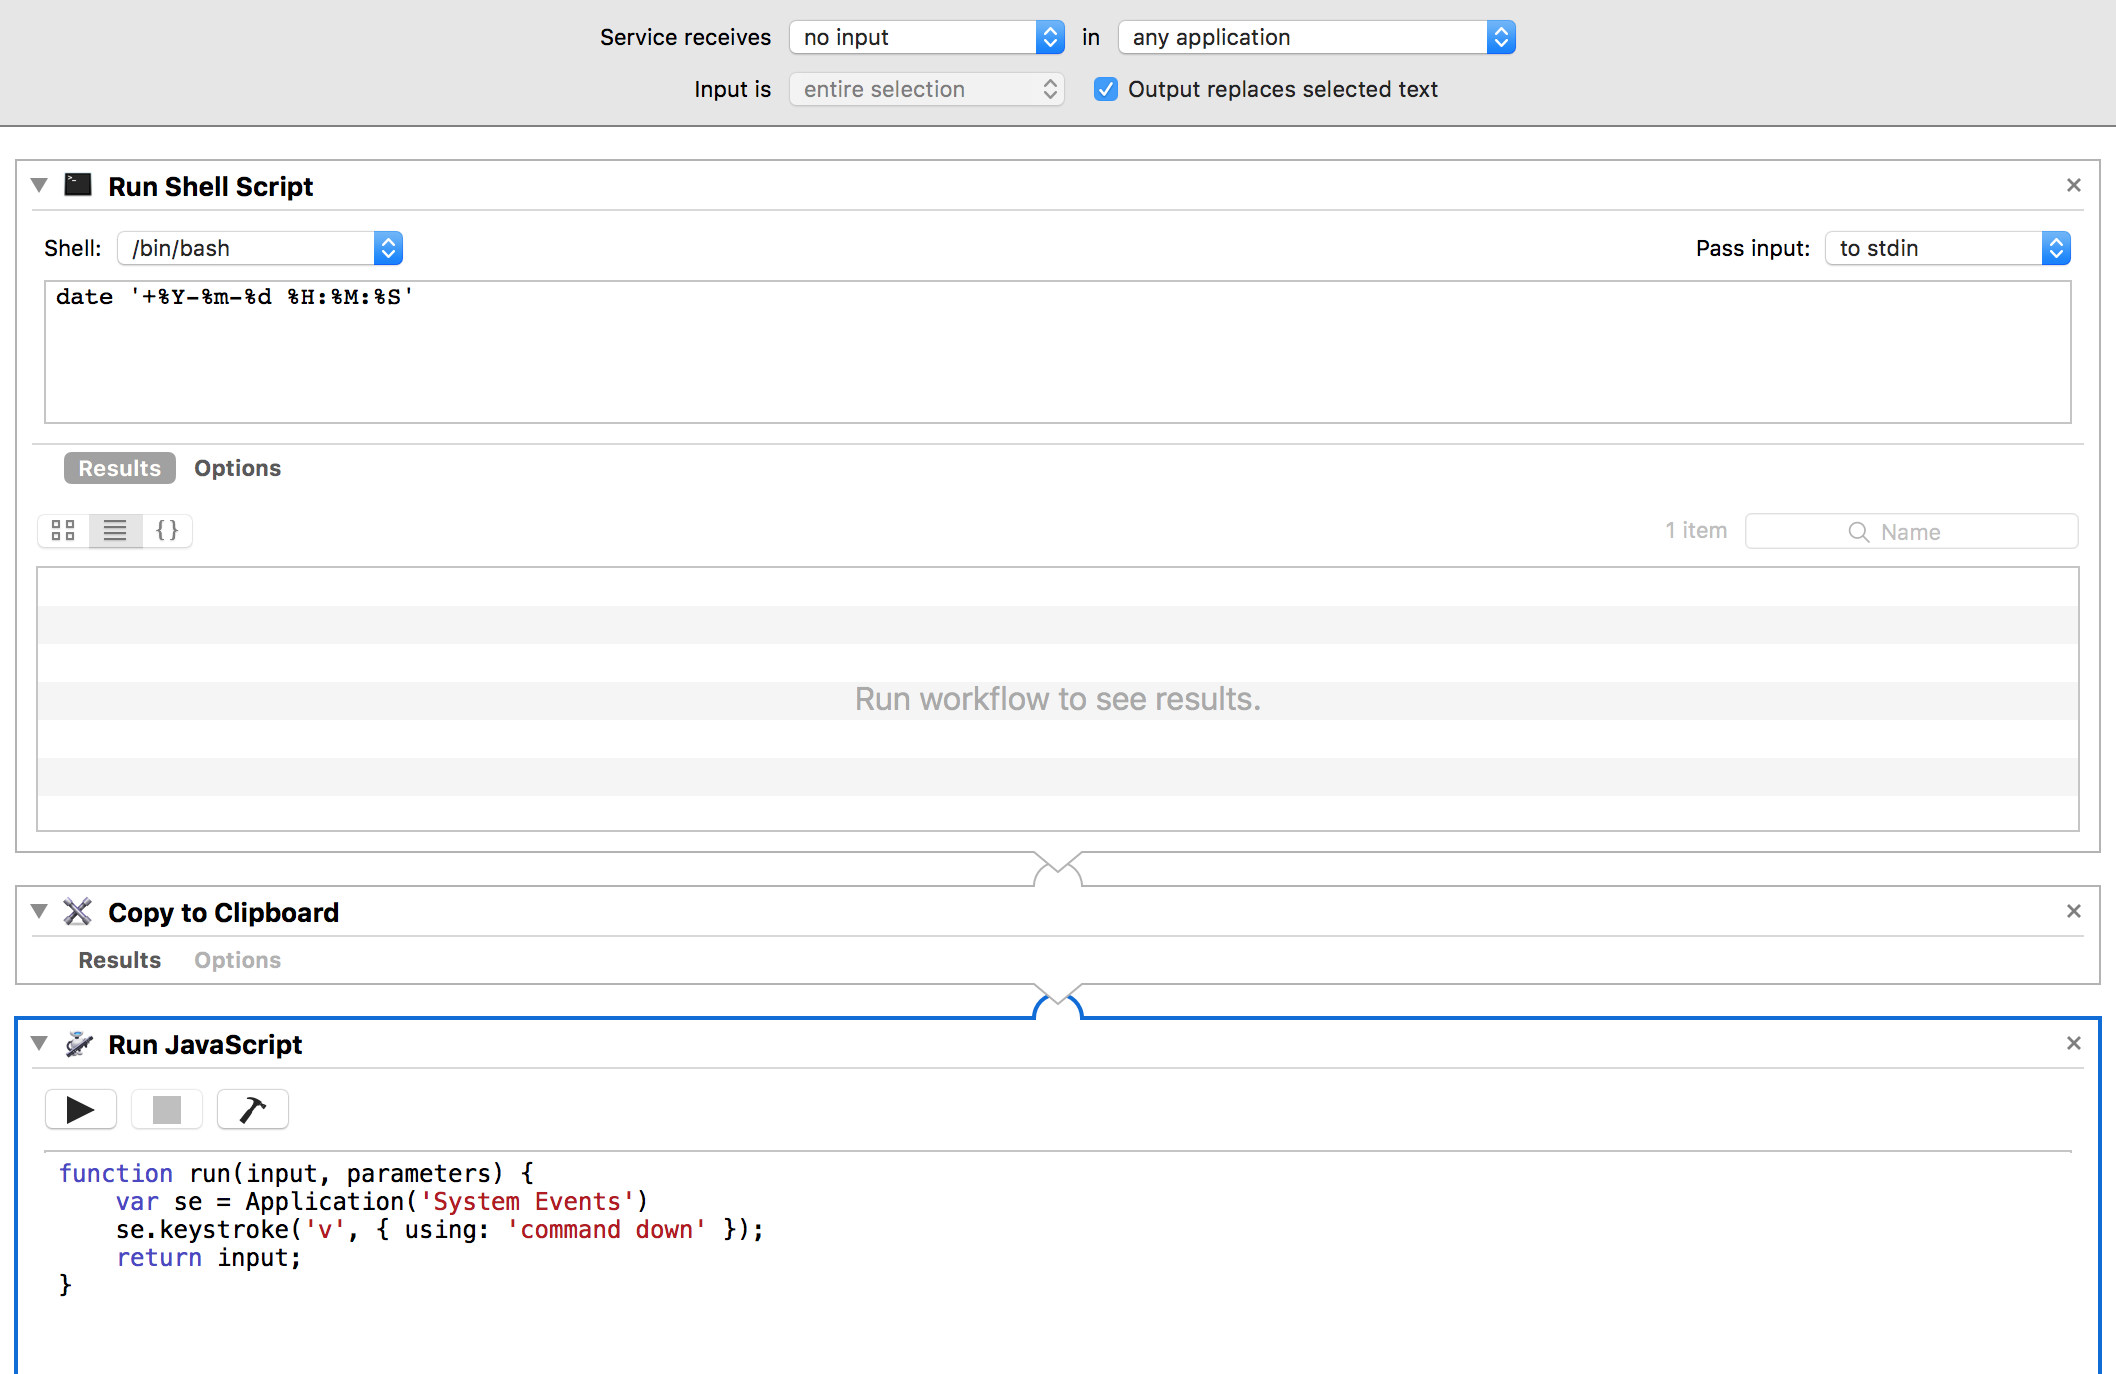 Service receives no input in any application
Input is entire selection Output replaces selected text
Run Shell Script
Shell: /bin/bash Pass input: to stdin
date '+%Y-%m-%d %H:%M:%S'
Results Options
{} 1 item Name
Run workflow to see results.
Copy to Clipboard
Results Options
Run JavaScript
function run(input, parameters) {
    var se = Application('System Events')
    se.keystroke('v', { using: 'command down' });
    return input;
}